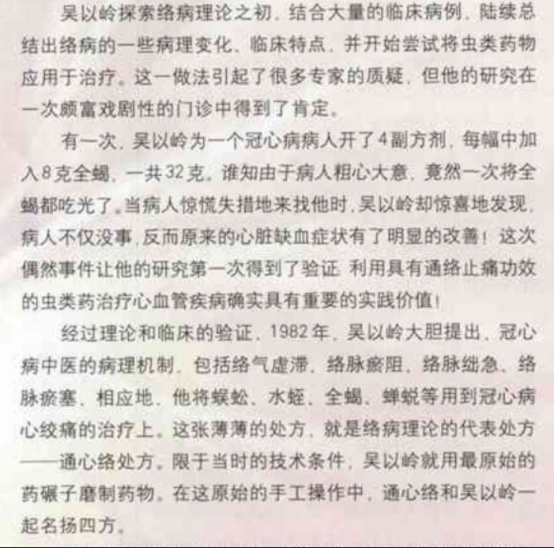 吴以岭探索络病理论之初，结合大量的临床病例，陆续总
结出络病的一些病理变化、临床特点，并开始尝试将虫类药物
应用于治疗。这一做法引起了很多专家的质疑，但他的研究在
一次颇富戏剧性的门诊中得到了肯定。
有一次，吴以岭为一个冠心病病人开了4副方剂，每幅中加
入8克全蝎，一共32克。谁知由于病人粗心大意，竟然一次将全
蝎都吃光了。当病人惊慌失措地来找他时，吴以岭却惊喜地发现，
病人不仅没事，反而原来的心脏缺血症状有了明显的改善！这次
偶然事件让他的研究第一次得到了验证 利用具有通络止痛功效
的虫类药治疗心血管疾病确实具有重要的实践价值！
经过理论和临床的验证，1982年，吴以岭大胆提出，冠心
病中医的病理机制，包括络气虚滞、络脉瘀阻、络脉绌急、络
脉瘀塞，相应地，他将蜈蚣、水蛭、全蝎、蝉蜕等用到冠心病
心绞痛的治疗上。这张薄薄的处方，就是络病理论的代表处方
——通心络处方。限于当时的技术条件，吴以岭就用最原始的
药碾子磨制药物。在这原始的手工操作中，通心络和吴以岭一
起名扬四方。